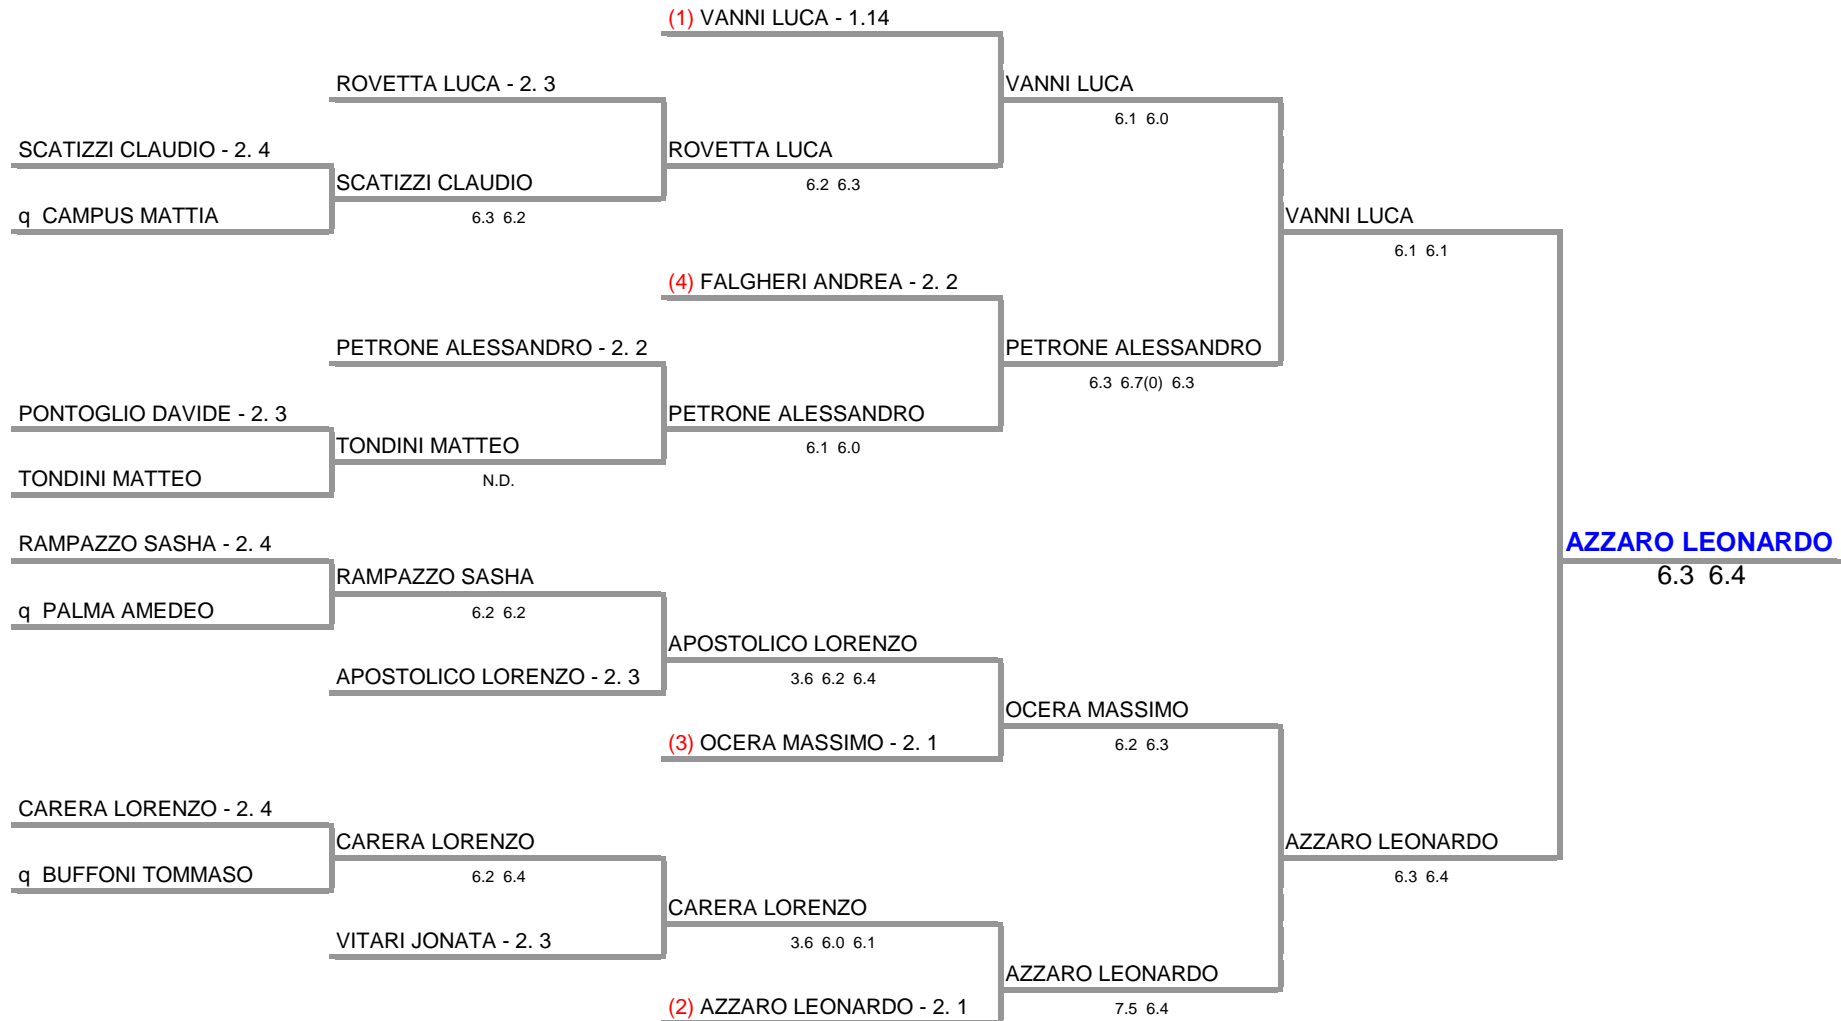 (1) VANNI LUCA - 1.14
ROVETTA LUCA - 2. 3
VANNI LUCA
6.1 6.0
SCATIZZI CLAUDIO - 2. 4
ROVETTA LUCA
6.2 6.3
SCATIZZI CLAUDIO
6.3 6.2
q CAMPUS MATTIA
VANNI LUCA
6.1 6.1
(4) FALGHERI ANDREA - 2. 2
PETRONE ALESSANDRO - 2. 2
PETRONE ALESSANDRO
6.3 6.7(0) 6.3
PONTOGLIO DAVIDE - 2. 3
PETRONE ALESSANDRO
6.1 6.0
TONDINI MATTEO
N.D.
TONDINI MATTEO
RAMPAZZO SASHA - 2. 4
AZZARO LEONARDO
6.3 6.4
RAMPAZZO SASHA
6.2 6.2
q PALMA AMEDEO
APOSTOLICO LORENZO
3.6 6.2 6.4
APOSTOLICO LORENZO - 2. 3
OCERA MASSIMO
6.2 6.3
(3) OCERA MASSIMO - 2. 1
CARERA LORENZO - 2. 4
CARERA LORENZO
6.2 6.4
AZZARO LEONARDO
6.3 6.4
q BUFFONI TOMMASO
CARERA LORENZO
3.6 6.0 6.1
VITARI JONATA - 2. 3
AZZARO LEONARDO
7.5 6.4
(2) AZZARO LEONARDO - 2. 1